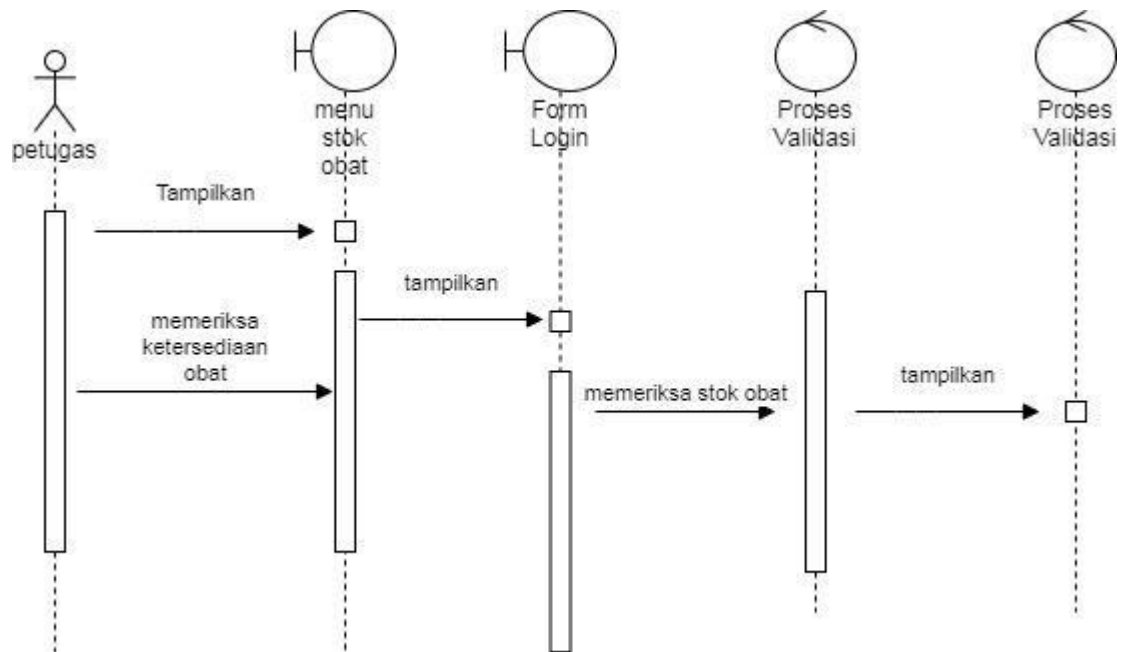 petugas
menu
stok
obat
Form
Login
Proses
Validasi
Proses
Validasi
Tampilkan
tampilkan
memeriksa
ketersediaan
obat
memeriksa stok obat
tampilkan